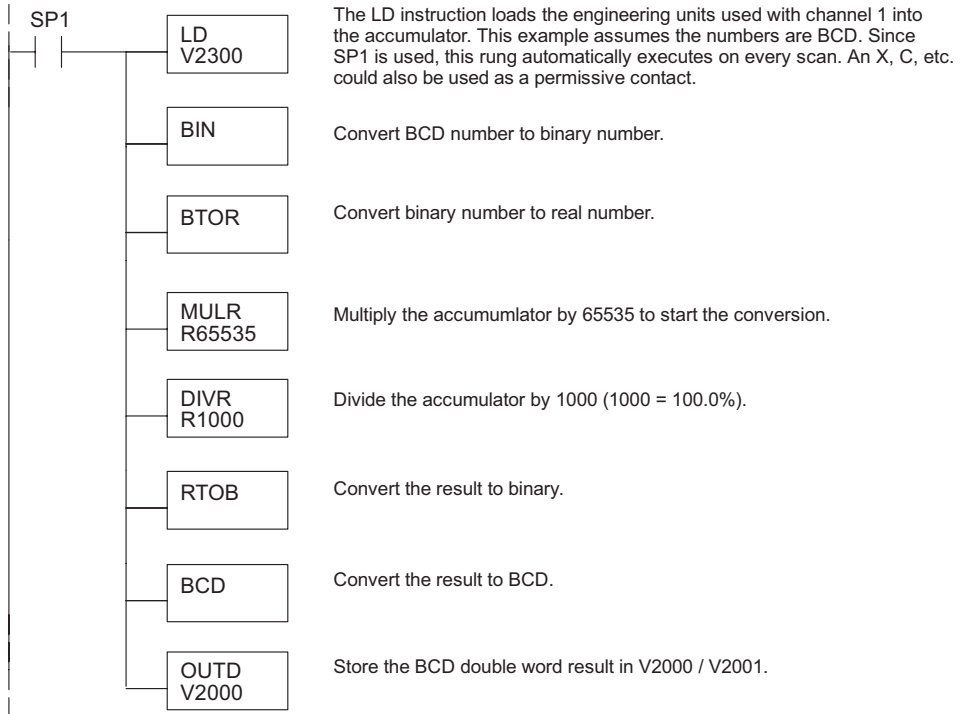 SP1
LD
V2300
The LD instruction loads the engineering units used with channel 1 into
the accumulator. This example assumes the numbers are BCD. Since
SP1 is used, this rung automatically executes on every scan. An X, C, etc.
could also be used as a permissive contact.
BIN
Convert BCD number to binary number.
BTOR
Convert binary number to real number.
MULR
R65535
Multiply the accumumlator by 65535 to start the conversion.
DIVR
R1000
Divide the accumulator by 1000 (1000 = 100.0%).
RTOB
Convert the result to binary.
BCD
Convert the result to BCD.
OUTD
V2000
Store the BCD double word result in V2000 / V2001.